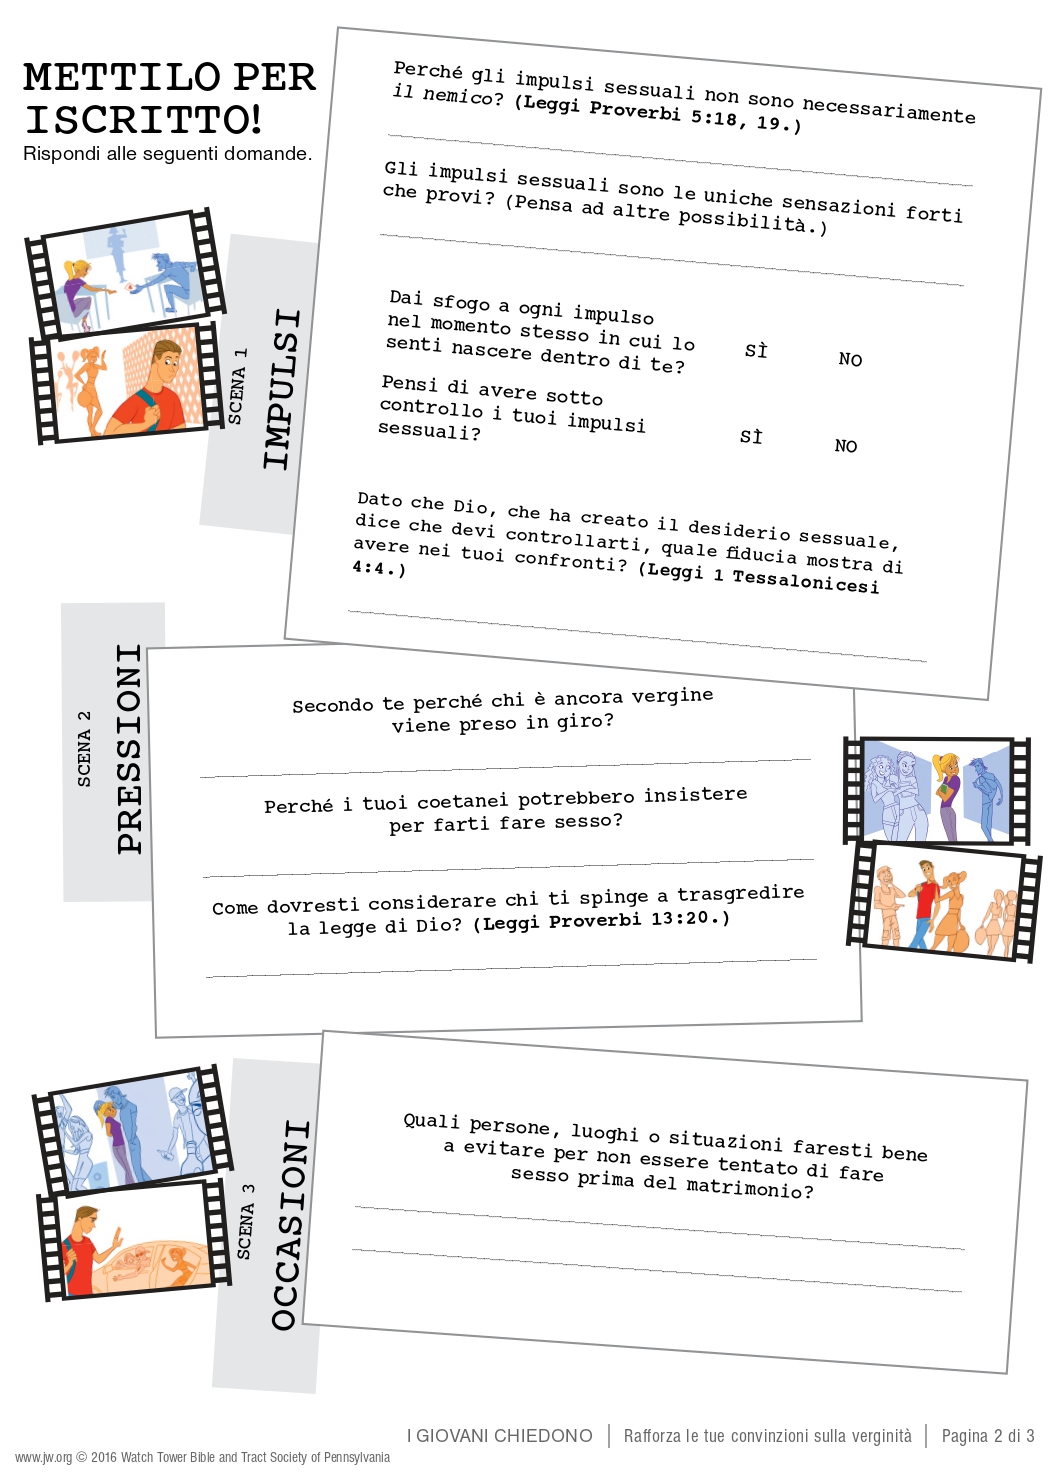 METTILO PER
ISCRITTO!
Rispondi alle seguenti domande.
SCENA 1
IMPULSI
Perché gli impulsi sessuali non sono necessariamente
il nemico? (Leggi Proverbi 5:18, 19.)
Gli impulsi sessuali sono le uniche sensazioni forti
che provi? (Pensa ad altre possibilità.)
Dai sfogo a ogni impulso
nel momento stesso in cui lo
senti nascere dentro di te?
SÌ NO
Pensi di avere sotto
controllo i tuoi impulsi
sessuali?
SÌ NO
Dato che Dio, che ha creato il desiderio sessuale,
dice che devi controllarti, quale fiducia mostra di
avere nei tuoi confronti? (Leggi 1 Tessalonicesi
4:4.)
SCENA 2
PRESSIONI
Secondo te perché chi è ancora vergine
viene preso in giro?
Perché i tuoi coetanei potrebbero insistere
per farti fare sesso?
Come dovresti considerare chi ti spinge a trasgredire
la legge di Dio? (Leggi Proverbi 13:20.)
SCENA 3
OCCASIONI
Quali persone, luoghi o situazioni faresti bene
a evitare per non essere tentato di fare
sesso prima del matrimonio?
I GIOVANI CHIEDONO | Rafforza le tue convinzioni sulla verginità | Pagina 2 di 3
www.jw.org © 2016 Watch Tower Bible and Tract Society of Pennsylvania